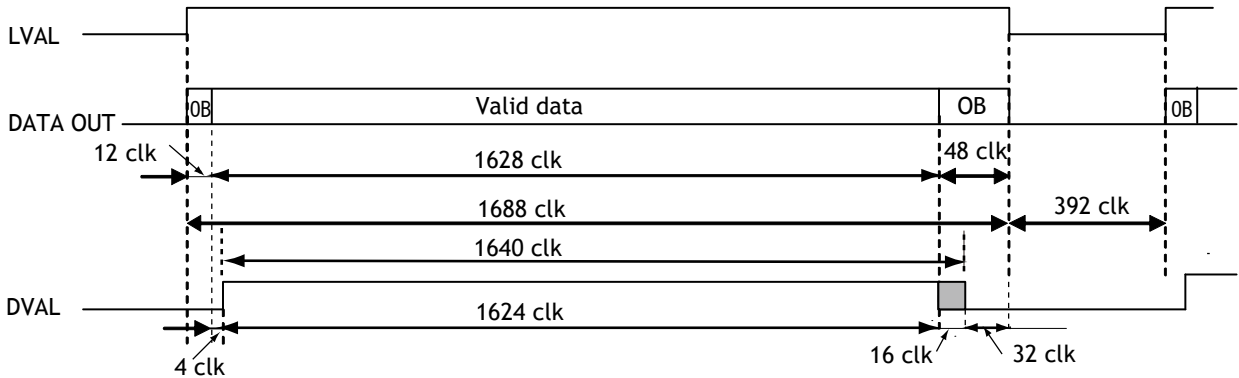 LVAL
OB
Valid data
OB
OB
DATA OUT
12 clk
1628 clk
48 clk
1688 clk
392 clk
1640 clk
DVAL
1624 clk
4 clk
16 clk
32 clk